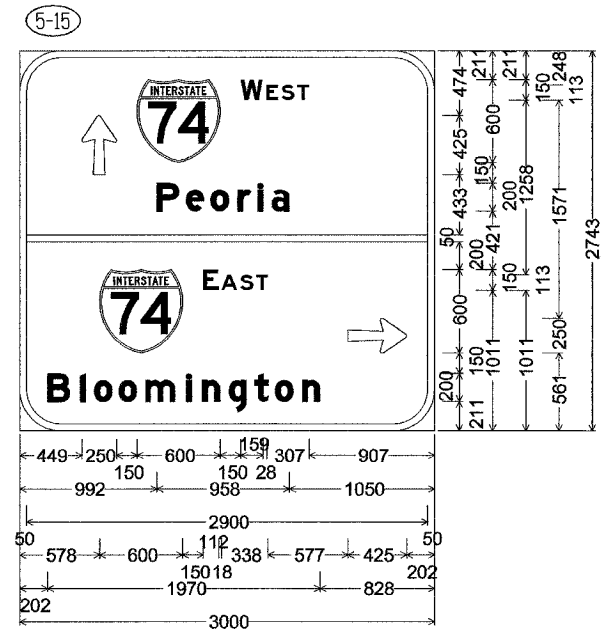 5-15
INTERSTATE
74
WEST
Peoria
INTERSTATE
74
EAST
Bloomington
474 425 433 50 600 200
211 600 150 421 200 150 1011 211
211 1258 200 150 1011
150 113 248 1571 113 250 561
2743
449 250 600 159 307 907
150 150 28
992 958 1050
2900
50 112 50
578 600 338 577 425
150 18 202
1970 828
202
3000